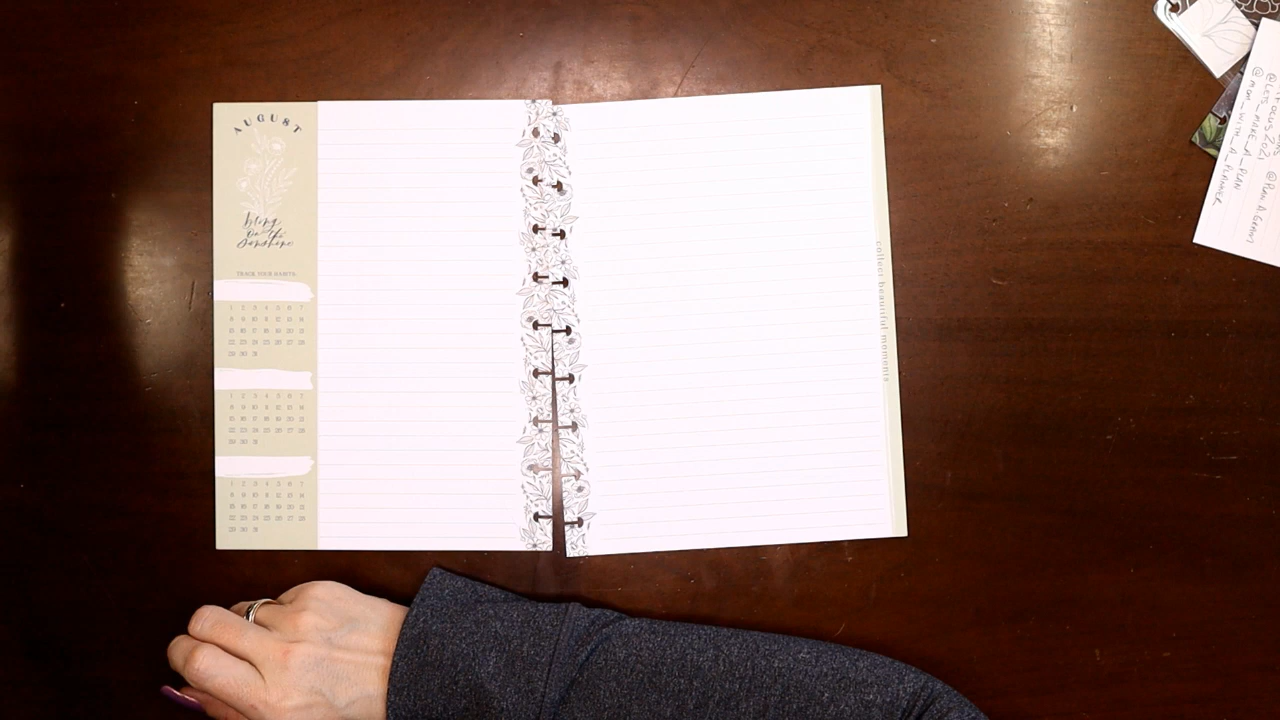 AUGUST
bring
on the
sunshine
TRACK YOUR HABITS.
1 2 3 4 5 6 7
8 9 10 11 12 13 14
15 16 17 18 19 20 21
22 23 24 25 26 27 28
29 30 31
1 2 3 4 5 6 7
8 9 10 11 12 13 14
15 16 17 18 19 20 21
22 23 24 25 26 27 28
29 30 31
1 2 3 4 5 6 7
8 9 10 11 12 13 14
15 16 17 18 19 20 21
22 23 24 25 26 27 28
29 30 31
collect beautiful moments
@LETS_MAKE_A_PLAN
@MOM_WITH_A_PLANNER